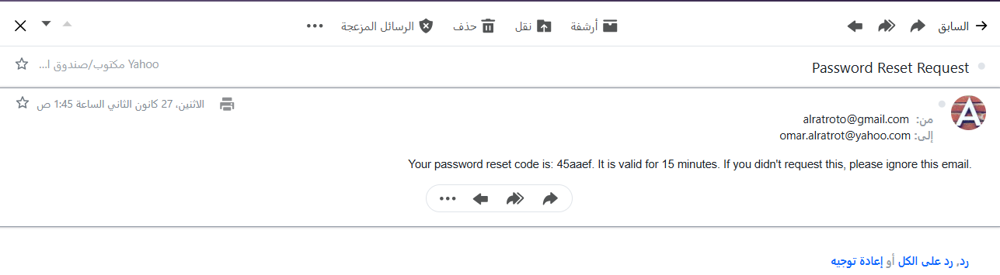 السابق
أرشفة نقل حذف الرسائل المزعجة
Password Reset Request
Yahoo مكتوب/صندوق ا...
الاثنين، 27 كانون الثاني الساعة 1:45 ص
من: alratroto@gmail.com
إلى: omar.alratrot@yahoo.com
Your password reset code is: 45aaef. It is valid for 15 minutes. If you didn't request this, please ignore this email.
رد, رد على الكل أو إعادة توجيه